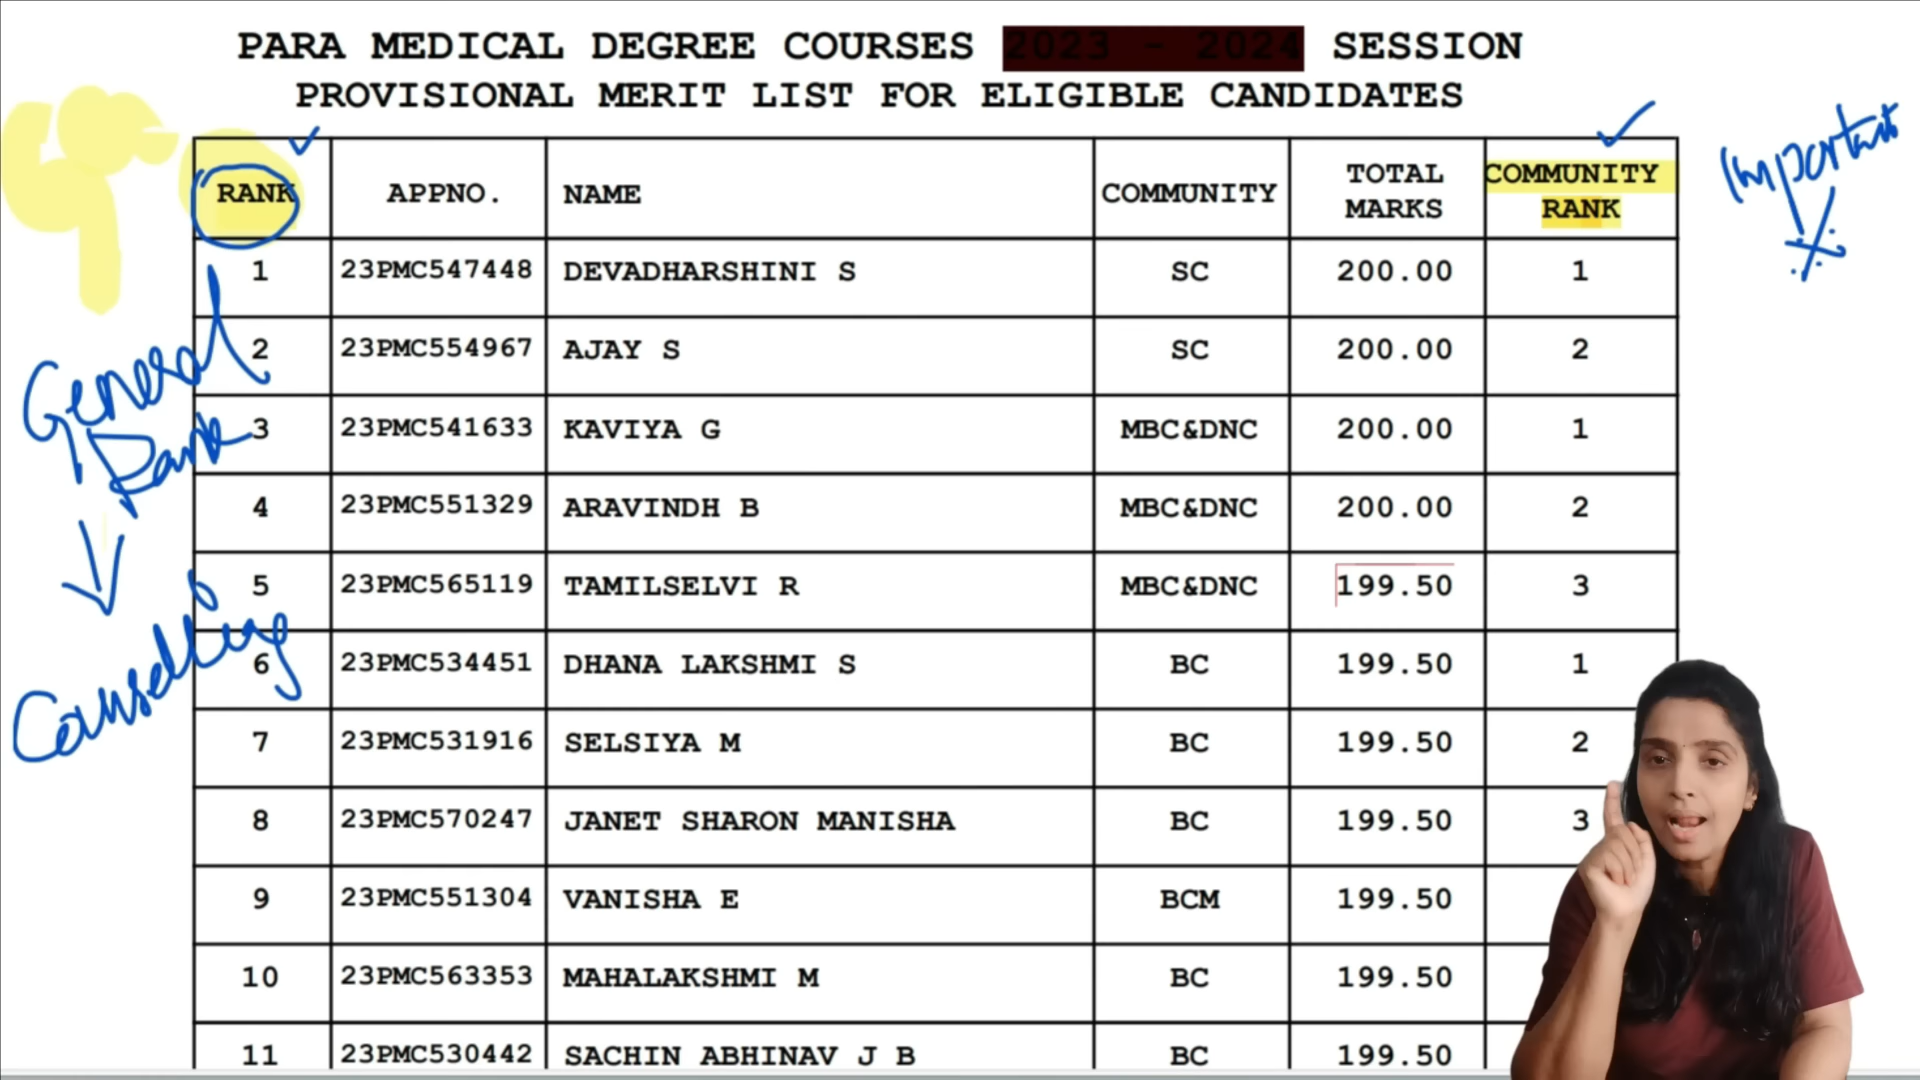 PARA MEDICAL DEGREE COURSES 2023 - 2024 SESSION
PROVISIONAL MERIT LIST FOR ELIGIBLE CANDIDATES
RANK APPNO. NAME COMMUNITY TOTAL MARKS COMMUNITY RANK
1 23PMC547448 DEVADHARSHINI S SC 200.00 1
2 23PMC554967 AJAY S SC 200.00 2
3 23PMC541633 KAVIYA G MBC&DNC 200.00 1
4 23PMC551329 ARAVINDH B MBC&DNC 200.00 2
5 23PMC565119 TAMILSELVI R MBC&DNC 199.50 3
6 23PMC534451 DHANA LAKSHMI S BC 199.50 1
7 23PMC531916 SELSIYA M BC 199.50 2
8 23PMC570247 JANET SHARON MANISHA BC 199.50 3
9 23PMC551304 VANISHA E BCM 199.50
10 23PMC563353 MAHALAKSHMI M BC 199.50
11 23PMC530442 SACHIN ABHINAV J B BC 199.50
General
Rank
Counselling
Important